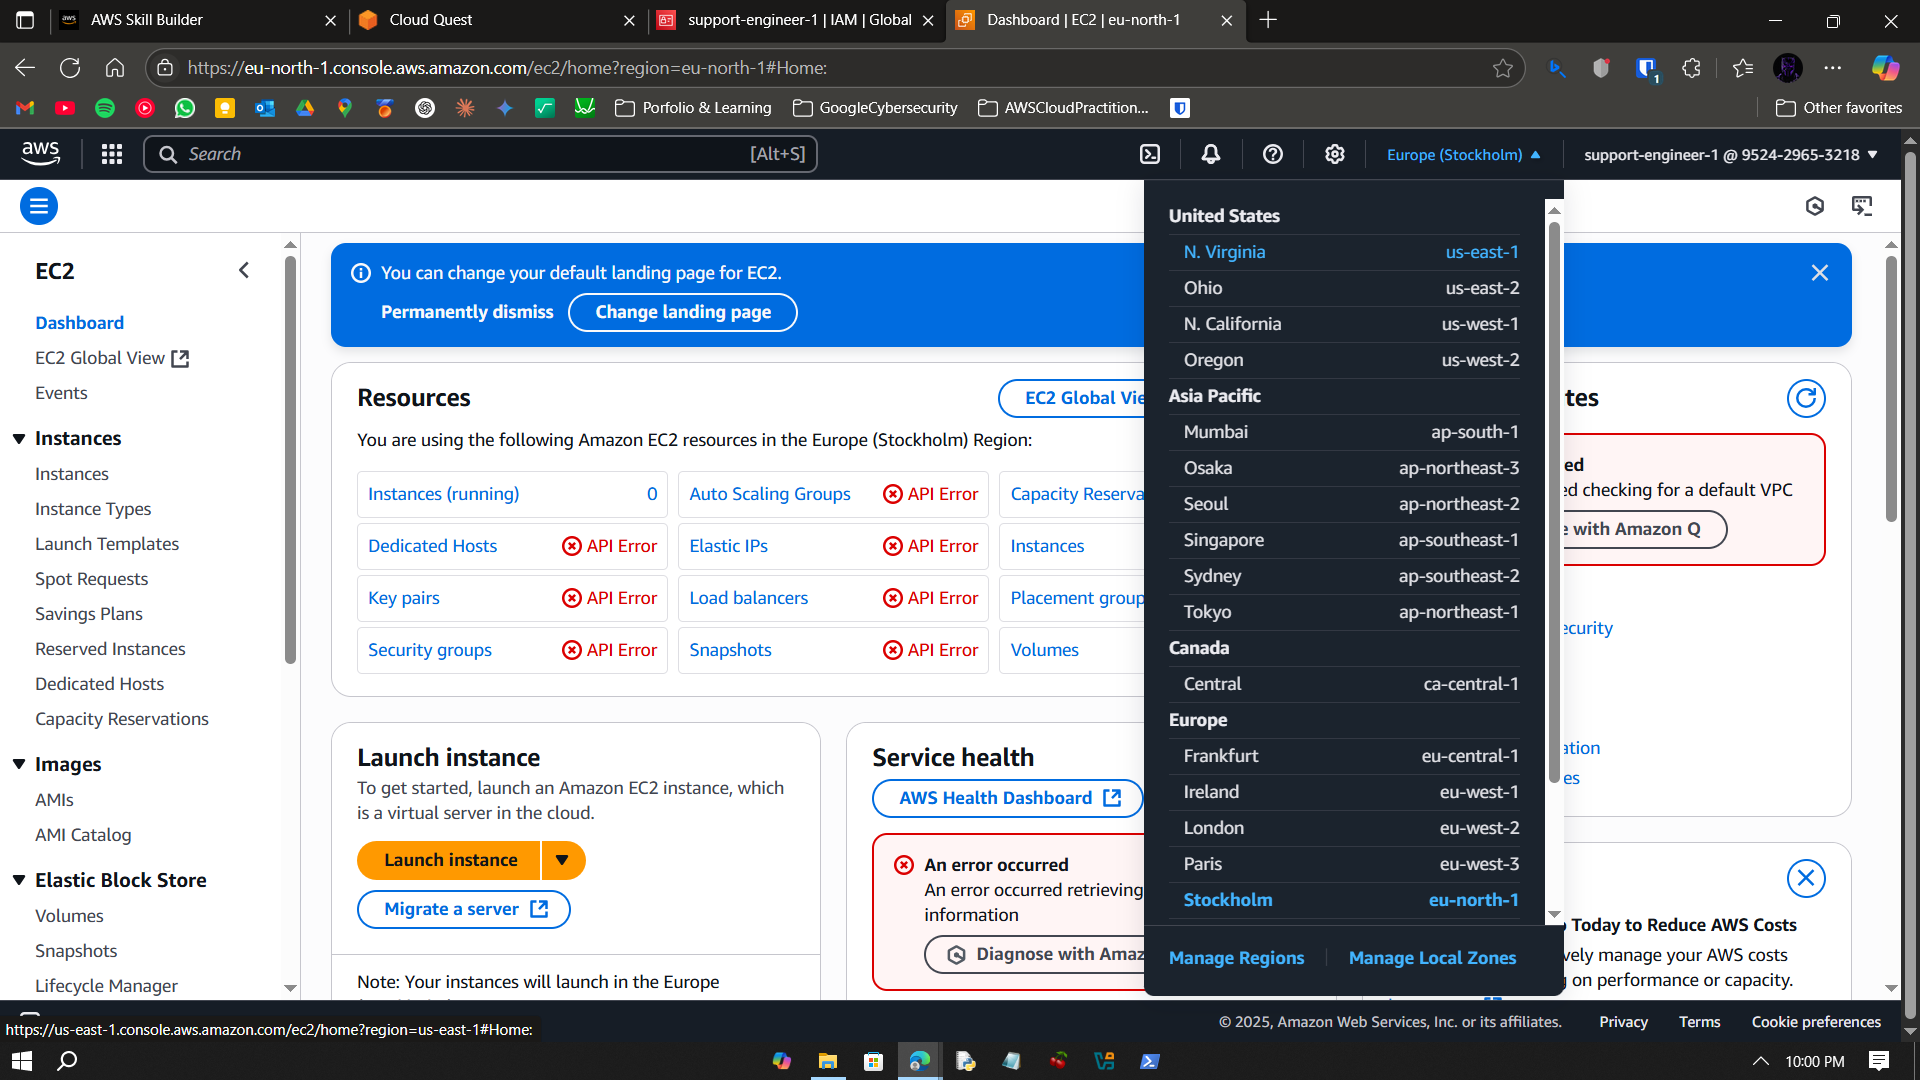 AWS Skill Builder
Cloud Quest
support-engineer-1 | IAM | Global
Dashboard | EC2 | eu-north-1
https://eu-north-1.console.aws.amazon.com/ec2/home?region=eu-north-1#Home:
1
Porfolio & Learning
GoogleCybersecurity
AWSCloudPractition...
Other favorites
aws
Search
[Alt+S]
Europe (Stockholm)
support-engineer-1 @ 9524-2965-3218
EC2
Dashboard
EC2 Global View
Events
Instances
Instances
Instance Types
Launch Templates
Spot Requests
Savings Plans
Reserved Instances
Dedicated Hosts
Capacity Reservations
Images
AMIs
AMI Catalog
Elastic Block Store
Volumes
Snapshots
Lifecycle Manager
You can change your default landing page for EC2.
Permanently dismiss
Change landing page
Resources
EC2 Global Vie
You are using the following Amazon EC2 resources in the Europe (Stockholm) Region:
Instances (running) 0
Auto Scaling Groups API Error
Capacity Reserva
Dedicated Hosts API Error
Elastic IPs API Error
Instances
Key pairs API Error
Load balancers API Error
Placement group
Security groups API Error
Snapshots API Error
Volumes
Launch instance
To get started, launch an Amazon EC2 instance, which
is a virtual server in the cloud.
Launch instance
Migrate a server
Note: Your instances will launch in the Europe
Service health
AWS Health Dashboard
An error occurred
An error occurred retrieving
information
Diagnose with Amaz
United States
N. Virginia us-east-1
Ohio us-east-2
N. California us-west-1
Oregon us-west-2
Asia Pacific
Mumbai ap-south-1
Osaka ap-northeast-3
Seoul ap-northeast-2
Singapore ap-southeast-1
Sydney ap-southeast-2
Tokyo ap-northeast-1
Canada
Central ca-central-1
Europe
Frankfurt eu-central-1
Ireland eu-west-1
London eu-west-2
Paris eu-west-3
Stockholm eu-north-1
Manage Regions
Manage Local Zones
tes
ed
ed checking for a default VPC
e with Amazon Q
ecurity
ation
es
Today to Reduce AWS Costs
vely manage your AWS costs
on performance or capacity.
https://us-east-1.console.aws.amazon.com/ec2/home?region=us-east-1#Home:
© 2025, Amazon Web Services, Inc. or its affiliates.
Privacy
Terms
Cookie preferences
10:00 PM